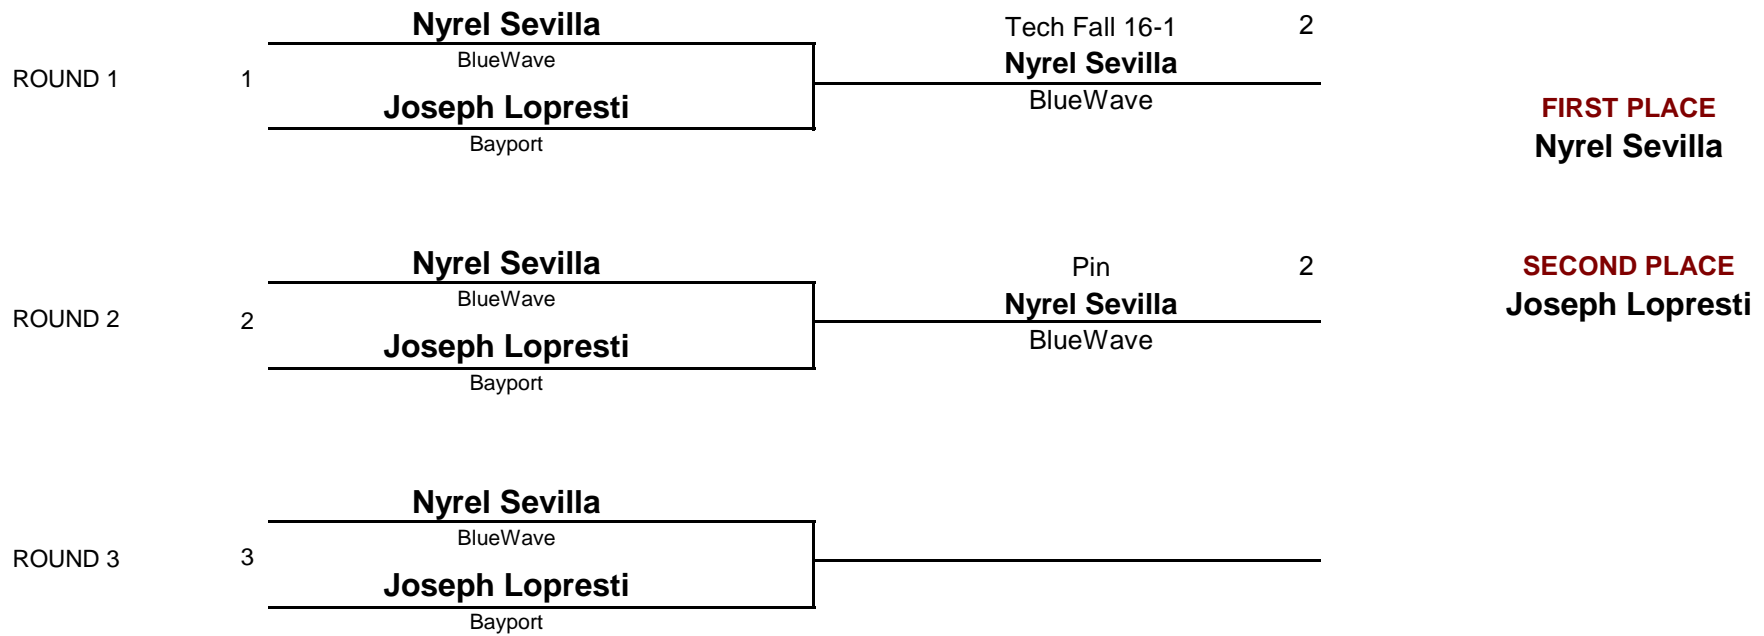 Nyrel Sevilla
Tech Fall 16-1
2
ROUND 1
1
BlueWave
Nyrel Sevilla
Joseph Lopresti
BlueWave
Bayport
FIRST PLACE
Nyrel Sevilla
Nyrel Sevilla
Pin
2
ROUND 2
2
BlueWave
Nyrel Sevilla
Joseph Lopresti
BlueWave
Bayport
SECOND PLACE
Joseph Lopresti
Nyrel Sevilla
ROUND 3
3
BlueWave
Joseph Lopresti
Bayport